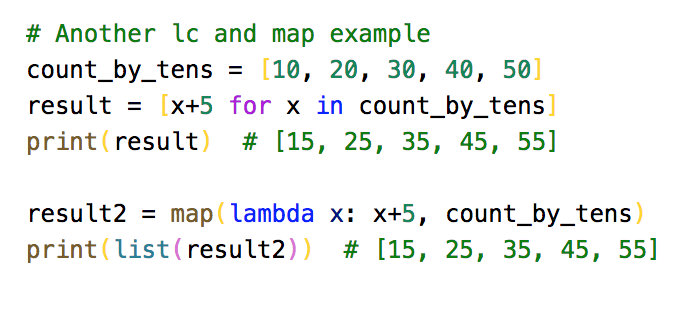 # Another lc and map example
count_by_tens = [10, 20, 30, 40, 50]
result = [x+5 for x in count_by_tens]
print(result)  # [15, 25, 35, 45, 55]

result2 = map(lambda x: x+5, count_by_tens)
print(list(result2))  # [15, 25, 35, 45, 55]